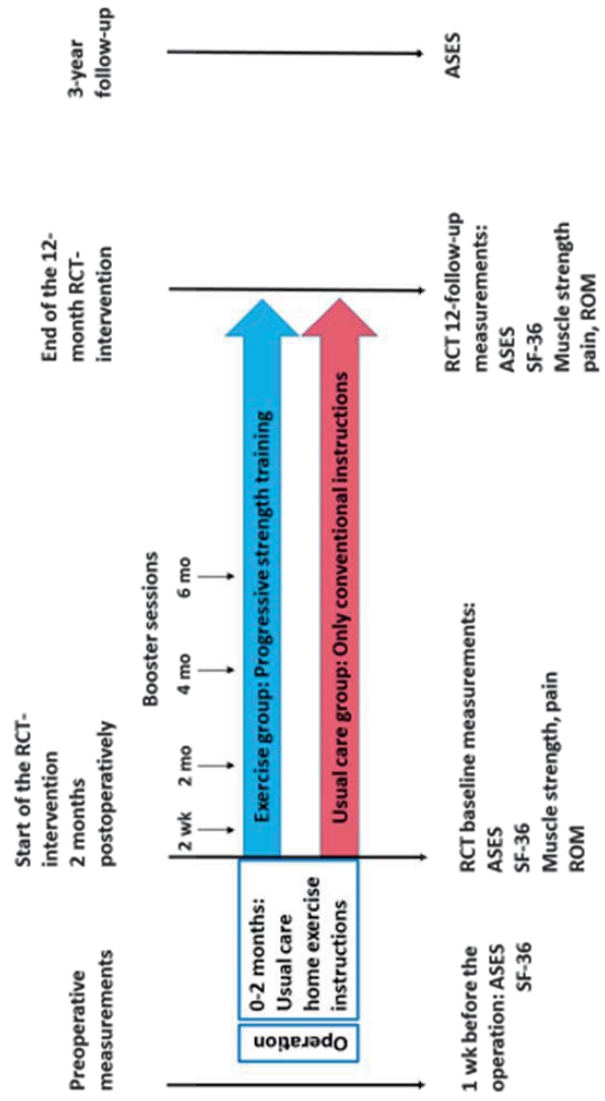 Preoperative
measurements
Start of the RCT-
intervention
2 months
postoperatively
End of the 12-
month RCT-
intervention
3-year
follow-up
Booster sessions
2 wk
2 mo
4 mo
6 mo
Operation
0-2 months:
Usual care
home exercise
instructions
Exercise group: Progressive strength training
Usual care group: Only conventional instructions
1 wk before the
operation: ASES
SF-36
RCT baseline measurements:
ASES
SF-36
Muscle strength, pain
ROM
RCT 12-follow-up
measurements:
ASES
SF-36
Muscle strength
pain, ROM
ASES